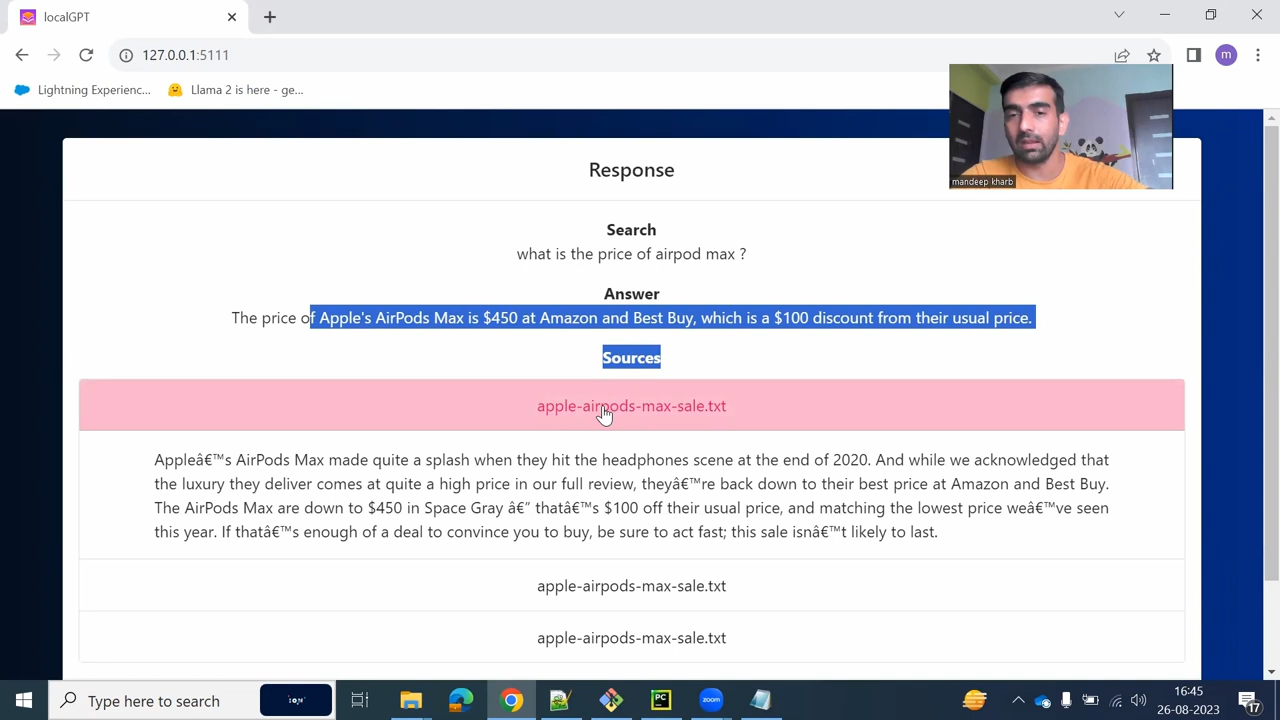 localGPT
127.0.0.1:5111
m
Lightning Experienc...
Llama 2 is here - ge...
mandeep kharb
Response
Search
what is the price of airpod max ?
Answer
The price of Apple's AirPods Max is $450 at Amazon and Best Buy, which is a $100 discount from their usual price.
Sources
apple-airpods-max-sale.txt
Appleâ€™s AirPods Max made quite a splash when they hit the headphones scene at the end of 2020. And while we acknowledged that
the luxury they deliver comes at quite a high price in our full review, theyâ€™re back down to their best price at Amazon and Best Buy.
The AirPods Max are down to $450 in Space Gray â€” thatâ€™s $100 off their usual price, and matching the lowest price weâ€™ve seen
this year. If thatâ€™s enough of a deal to convince you to buy, be sure to act fast; this sale isnâ€™t likely to last.
apple-airpods-max-sale.txt
apple-airpods-max-sale.txt
Type here to search
PC
zoom
16:45
26-08-2023
17